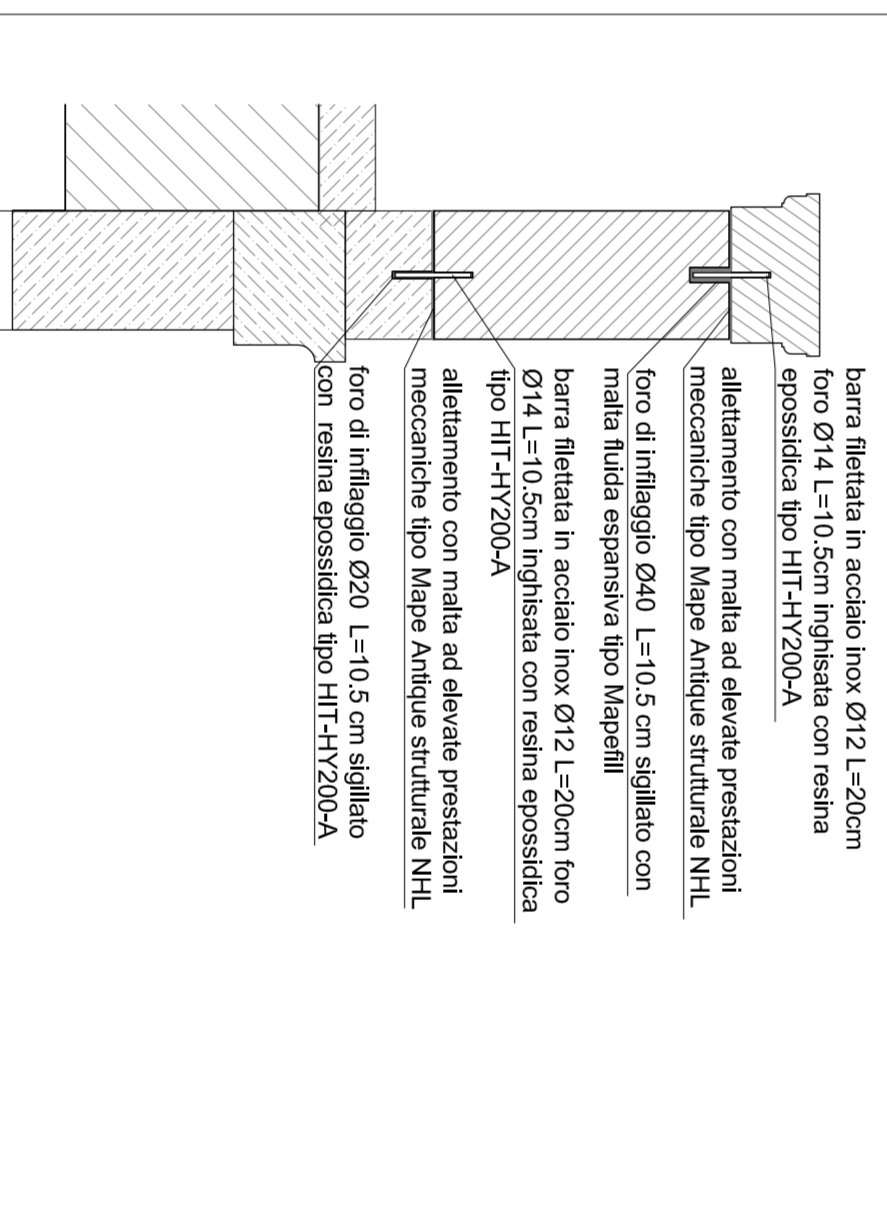 barra filettata in acciaio inox Ø12 L=20cm
foro Ø14 L=10.5cm inghisata con resina
epossidica tipo HIT-HY200-A
allettamento con malta ad elevate prestazioni
meccaniche tipo Mape Antique strutturale NHL
foro di infilaggio Ø40 L=10.5 cm sigillato con
malta fluida espansiva tipo Mapefill
barra filettata in acciaio inox Ø12 L=20cm foro
Ø14 L=10.5cm inghisata con resina epossidica
tipo HIT-HY200-A
allettamento con malta ad elevate prestazioni
meccaniche tipo Mape Antique strutturale NHL
foro di infilaggio Ø20 L=10.5 cm sigillato
con resina epossidica tipo HIT-HY200-A